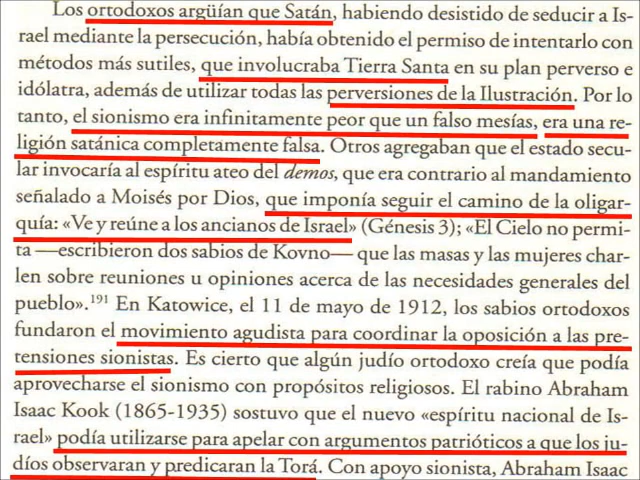 Los ortodoxos argüían que Satán, habiendo desistido de seducir a Is-
rael mediante la persecución, había obtenido el permiso de intentarlo con
métodos más sutiles, que involucraba Tierra Santa en su plan perverso e
idólatra, además de utilizar todas las perversiones de la Ilustración. Por lo
tanto, el sionismo era infinitamente peor que un falso mesías, era una re-
ligión satánica completamente falsa. Otros agregaban que el estado secu-
lar invocaría al espíritu ateo del demos, que era contrario al mandamiento
señalado a Moisés por Dios, que imponía seguir el camino de la oligar-
quía: «Ve y reúne a los ancianos de Israel» (Génesis 3); «El Cielo no permi-
ta —escribieron dos sabios de Kovno— que las masas y las mujeres char-
len sobre reuniones u opiniones acerca de las necesidades generales del
pueblo».191 En Katowice, el 11 de mayo de 1912, los sabios ortodoxos
fundaron el movimiento agudista para coordinar la oposición a las pre-
tensiones sionistas. Es cierto que algún judío ortodoxo creía que podía
aprovecharse el sionismo con propósitos religiosos. El rabino Abraham
Isaac Kook (1865-1935) sostuvo que el nuevo «espíritu nacional de Is-
rael» podía utilizarse para apelar con argumentos patrióticos a que los ju-
díos observaran y predicaran la Torá. Con apoyo sionista, Abraham Isaac